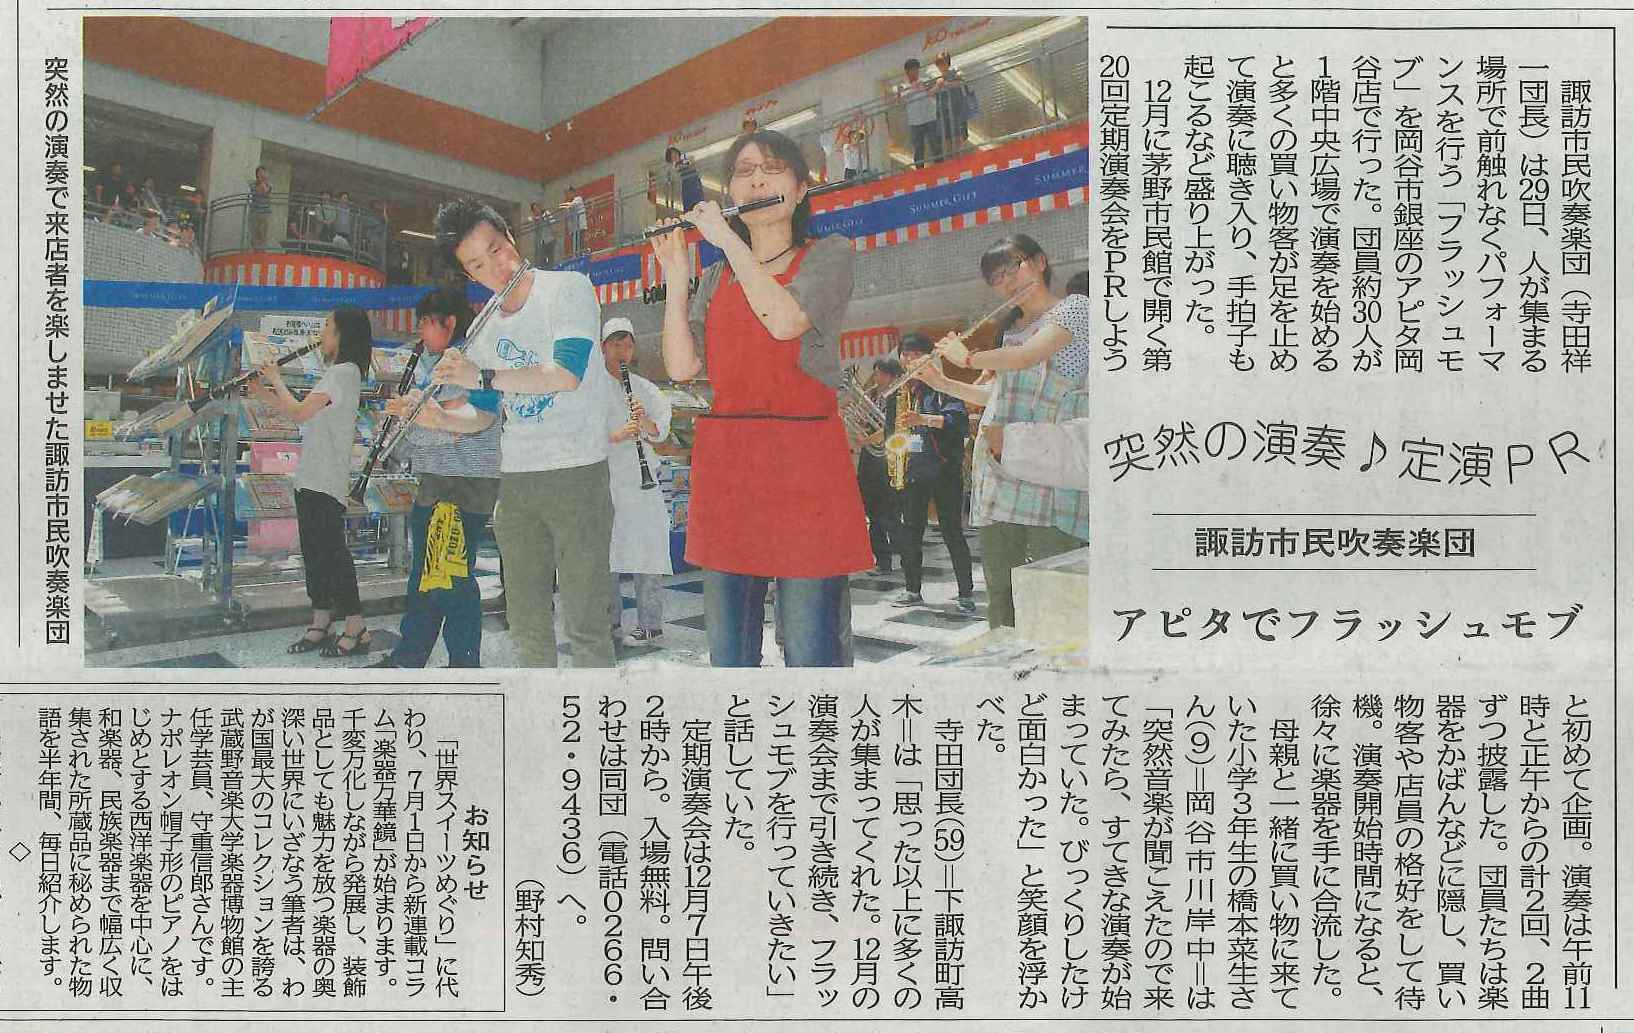 突然の演奏♪定演PR
諏訪市民吹奏楽団
アピタでフラッシュモブ
　諏訪市民吹奏楽団（寺田祥
一団長）は29日、人が集まる
場所で前触れなくパフォーマ
ンスを行う「フラッシュモ
ブ」を岡谷市銀座のアピタ岡
谷店で行った。団員約30人が
1階中央広場で演奏を始める
と多くの買い物客が足を止め
て演奏に聴き入り、手拍子も
起こるなど盛り上がった。
　12月に茅野市民館で開く第
20回定期演奏会をPRしよう
と初めて企画。演奏は午前11
時と正午からの計2回、2曲
ずつ披露した。団員たちは楽
器をかばんなどに隠し、買い
物客や店員の格好をして待
機。演奏開始時間になると、
徐々に楽器を手に合流した。
　母親と一緒に買い物に来て
いた小学3年生の橋本菜生さ
ん(9)＝岡谷市川岸中＝は
「突然音楽が聞こえたので来
てみたら、すてきな演奏が始
まっていた。びっくりしたけ
ど面白かった」と笑顔を浮か
べた。
　寺田団長(59)＝下諏訪町高
木＝は「思った以上に多くの
人が集まってくれた。12月の
演奏会まで引き続き、フラッ
シュモブを行っていきたい」
と話していた。
　定期演奏会は12月7日午後
2時から。入場無料。問い合
わせは同団（電話0266・
52・9436）へ。
（野村知秀）
突然の演奏で来店者を楽しませた諏訪市民吹奏楽団
SUMMER GIFT
SUMMER GIFT
SUMMER GIFT
SUMMER GIFT
お知らせ
　「世界スイーツめぐり」に代
わり、7月1日から新連載コラ
ム「楽器万華鏡」が始まります。
千変万化しながら発展し、装飾
品としても魅力を放つ楽器の奥
深い世界にいざなう筆者は、わ
が国最大のコレクションを誇る
武蔵野音楽大学楽器博物館の主
任学芸員、守重信郎さんです。
ナポレオン帽子形のピアノをは
じめとする西洋楽器を中心に、
和楽器、民族楽器まで幅広く収
集された所蔵品に秘められた物
語を半年間、毎日紹介します。
◇